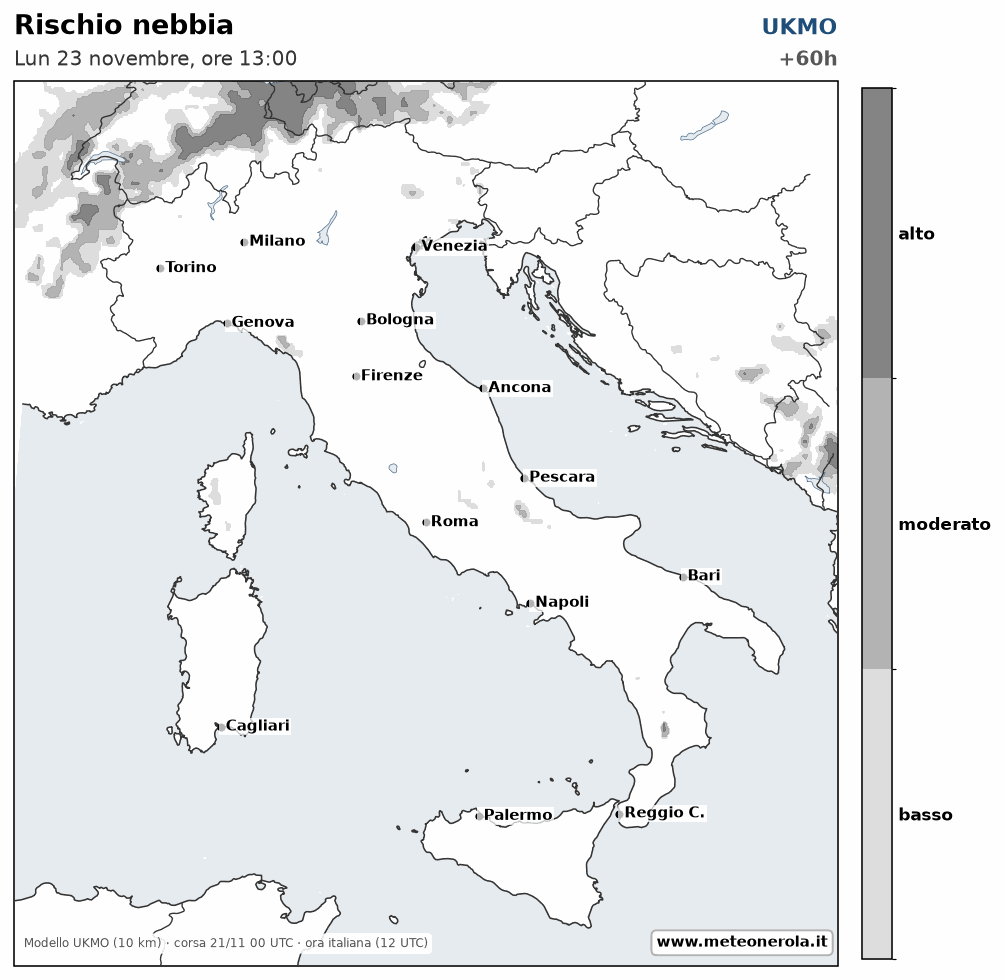 Rischio nebbia
UKMO
Lun 23 novembre, ore 13:00
+60h
alto
Milano
Venezia
Torino
Genova
Bologna
Firenze
Ancona
Pescara
Roma
moderato
Bari
Napoli
Cagliari
Palermo
Reggio C.
basso
Modello UKMO (10 km) · corsa 21/11 00 UTC · ora italiana (12 UTC)
www.meteonerola.it